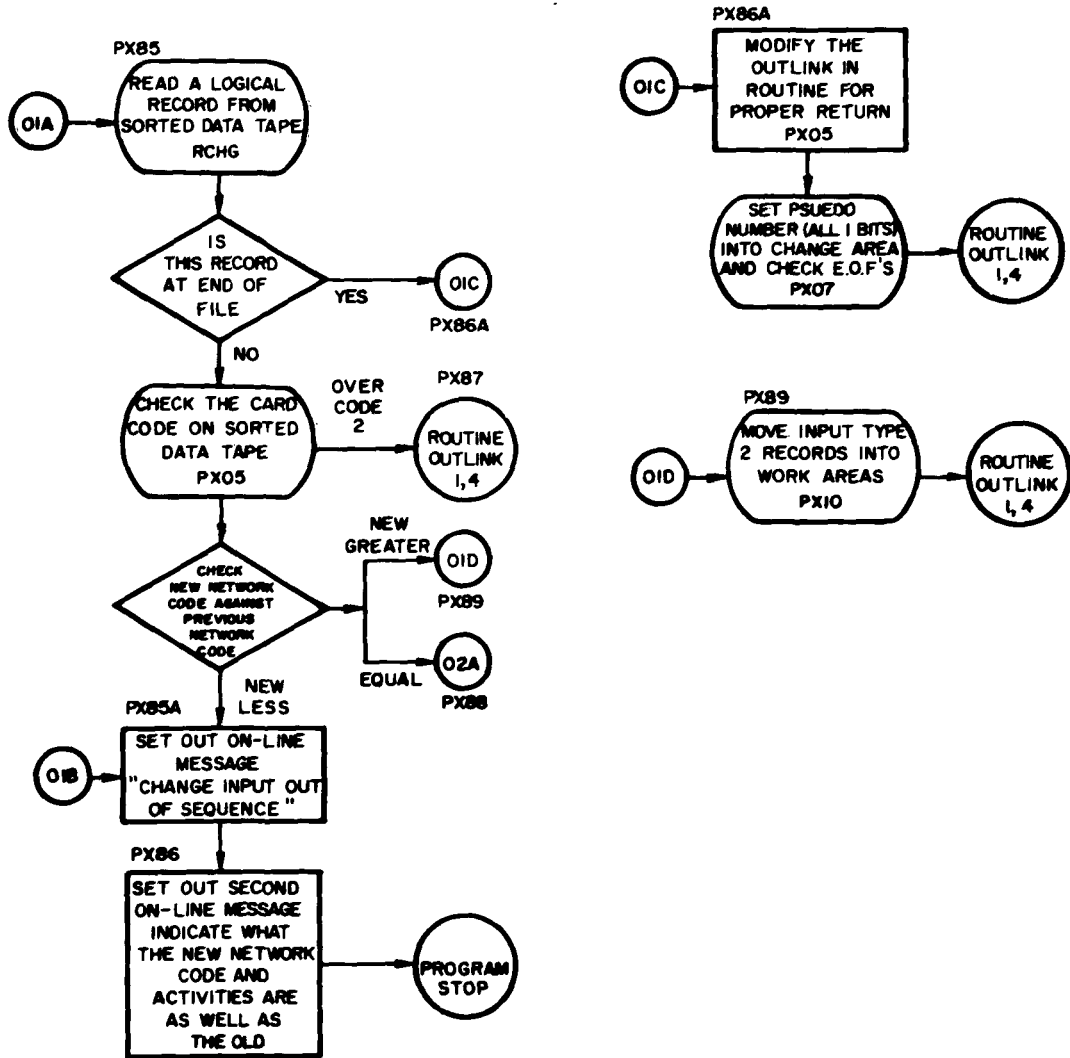 PX85
READ A LOGICAL
RECORD FROM
SORTED DATA TAPE
RCHG
01A
IS
THIS RECORD
AT END OF
FILE
YES
01C
PX86A
NO
CHECK THE CARD
CODE ON SORTED
DATA TAPE
PX05
OVER
CODE
2
PX87
ROUTINE
OUTLINK
1,4
CHECK
NEW NETWORK
CODE AGAINST
PREVIOUS
NETWORK
CODE
NEW
GREATER
01D
PX89
EQUAL
02A
PX88
NEW
LESS
PX85A
01B
SET OUT ON-LINE
MESSAGE
"CHANGE INPUT OUT
OF SEQUENCE"
PX86
SET OUT SECOND
ON-LINE MESSAGE
INDICATE WHAT
THE NEW NETWORK
CODE AND
ACTIVITIES ARE
AS WELL AS
THE OLD
PROGRAM
STOP
PX86A
01C
MODIFY THE
OUTLINK IN
ROUTINE FOR
PROPER RETURN
PX05
SET PSUEDO
NUMBER (ALL 1 BITS)
INTO CHANGE AREA
AND CHECK E.O.F'S
PX07
ROUTINE
OUTLINK
1,4
PX89
01D
MOVE INPUT TYPE
2 RECORDS INTO
WORK AREAS
PX10
ROUTINE
OUTLINK
1,4